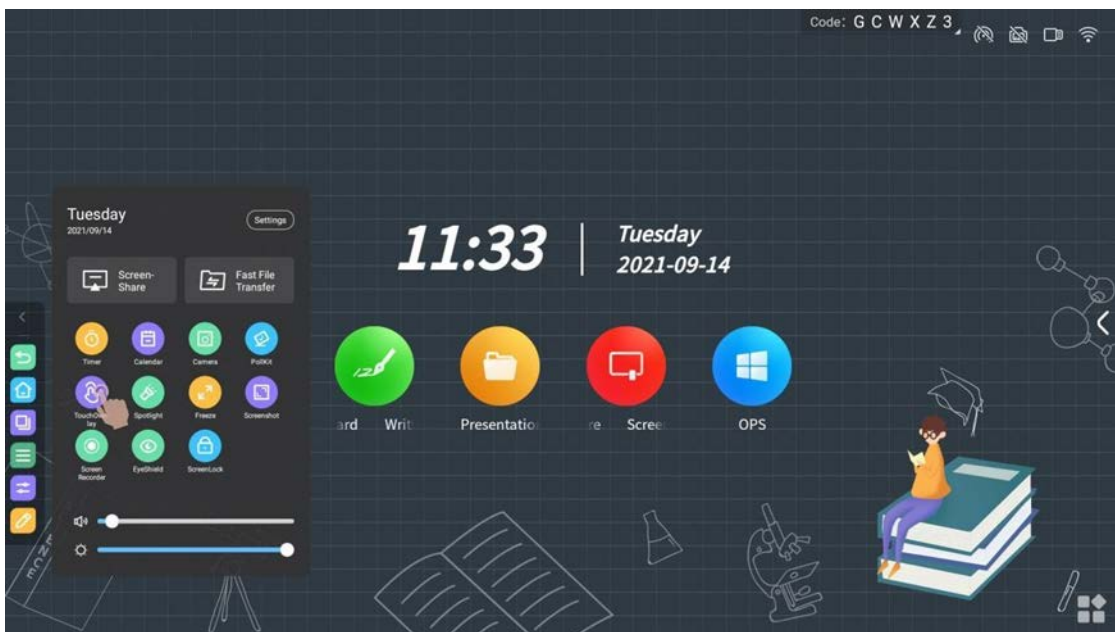 Code: G C W X Z 3
Tuesday
2021/09/14
Settings
Screen-
Share
Fast File
Transfer
11:33
Tuesday
2021-09-14
Timer
Calendar
Camera
PollKit
Spotlight
Freeze
Screenshot
lay
Screen
Recorder
EyeShield
ScreenLock
ard Writ
Presentatio
re Scree
OPS